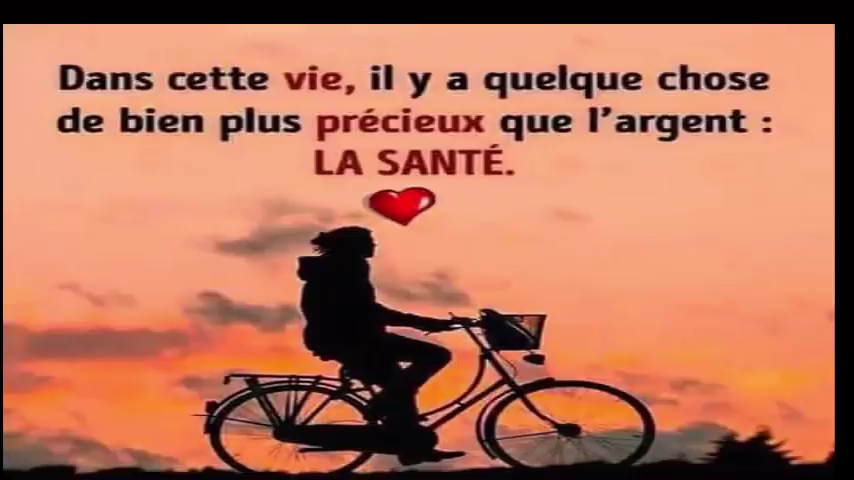 Dans cette vie, il y a quelque chose
de bien plus précieux que l'argent :
LA SANTÉ.